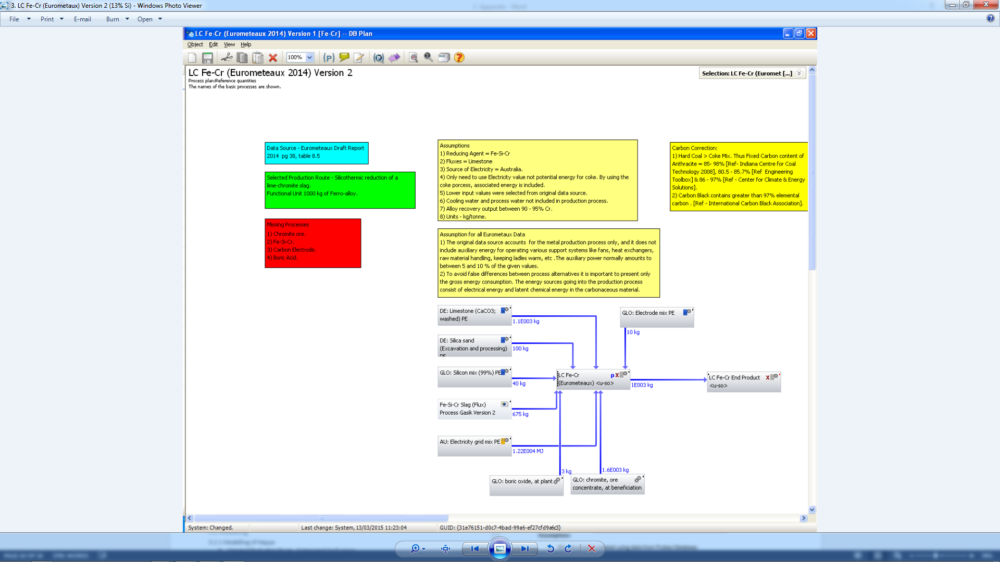 3. LC Fe-Cr (Eurometaux) Version 2 (13% Si) - Windows Photo Viewer
File Print E-mail Burn Open
LC Fe-Cr (Eurometeaux 2014) Version 1 [Fe-Cr] -- DB Plan
Object Edit View Help
100%
LC Fe-Cr (Eurometeaux 2014) Version 2
Process plan:Reference quantities
The names of the basic processes are shown.
Selection: LC Fe-Cr (Euromet [...]
Data Source - Eurometeaux Draft Report
2014 pg 38, table 8.5
Selected Production Route - Silicothermic reduction of a
lime-chromite slag.
Functional Unit 1000 kg of Ferro-alloy.
Missing Processes
1) Chromite ore.
2) Fe-Si-Cr.
3) Carbon Electrode.
4) Boric Acid.
Assumptions
1) Reducing Agent = Fe-Si-Cr
2) Fluxes = Limestone
3) Source of Electricity = Australia.
4) Only need to use Electricity value not potential energy for coke. By using the
coke porcess, associated energy is included.
5) Lower input values were selected from original data source.
6) Cooling water and process water not included in production process.
7) Alloy recovery output between 90 - 95% Cr.
8) Units - kg/tonne.
Carbon Correction:
1) Hard Coal > Coke Mix. Thus Fixed Carbon content of
Anthracite = 85- 98% [Ref- Indiana Centre for Coal
Technology 2008], 80.5 - 85.7% [Ref Engineering
Toolbox] & 86 - 97% [Ref - Center for Climate & Energy
Solutions].
2) Carbon Black contains greater than 97% elemental
carbon . [Ref - International Carbon Black Association].
Assumption for all Eurometaux Data
1) The original data source accounts for the metal production process only, and it does not
include auxiliary energy for operating various support systems like fans, heat exchangers,
raw material handling, keeping ladles warm, etc .The auxiliary power normally amounts to
between 5 and 10 % of the given values.
2) To avoid false differences between process alternatives it is important to present only
the gross energy consumption. The energy sources going into the production process
consist of electrical energy and latent chemical energy in the carbonaceous material.
DE: Limestone (CaCO3;
washed) PE
1.1E003 kg
GLO: Electrode mix PE
10 kg
DE: Silica sand
(Excavation and processing)
PE
100 kg
GLO: Silicon mix (99%) PE
40 kg
LC Fe-Cr
(Eurometeaux) <u-so>
p X
1E003 kg
LC Fe-Cr End Product
<u-so>
X
Fe-Si-Cr Slag (Flux)
Process Gasik Version 2
675 kg
AU: Electricity grid mix PE
1.22E004 MJ
3 kg
1.6E003 kg
GLO: boric oxide, at plant
GLO: chromite, ore
concentrate, at beneficiation
System: Changed.
Last change: System, 13/03/2015 11:23:04
GUID: {31e76151-d0c7-4bad-99a6-ef27cfd9a6c3}